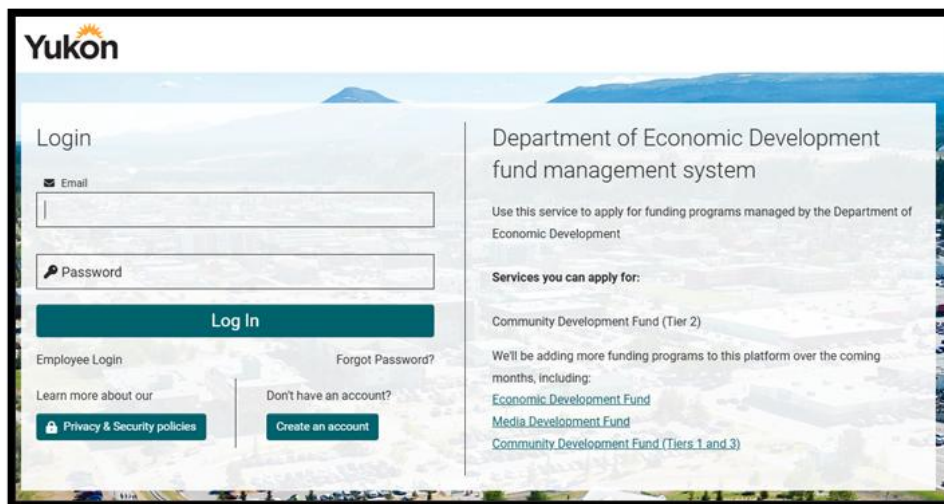 Yukon
Login
Email
Password
Log In
Employee Login
Forgot Password?
Learn more about our
Privacy & Security policies
Don't have an account?
Create an account
Department of Economic Development
fund management system
Use this service to apply for funding programs managed by the Department of
Economic Development
Services you can apply for:
Community Development Fund (Tier 2)
We'll be adding more funding programs to this platform over the coming
months, including:
Economic Development Fund
Media Development Fund
Community Development Fund (Tiers 1 and 3)